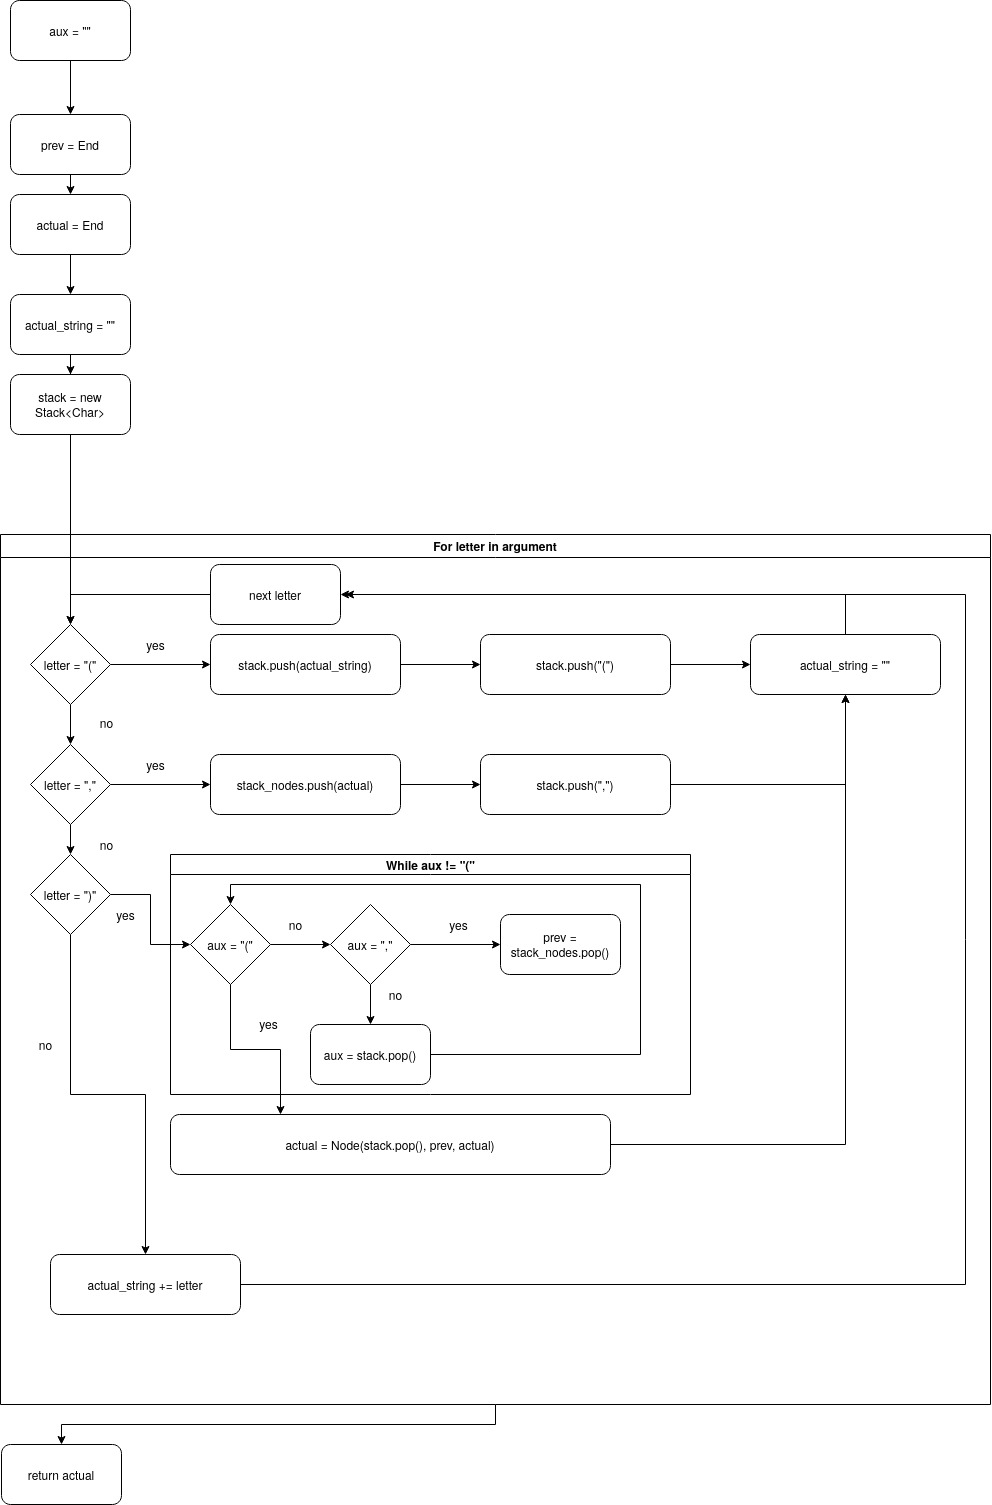 aux = ""
prev = End
actual = End
actual_string = ""
stack = new
Stack<Char>
For letter in argument
next letter
letter = "("
yes
stack.push(actual_string)
stack.push("(")
actual_string = ""
no
letter = ","
yes
stack_nodes.push(actual)
stack.push(",")
no
letter = ")"
yes
While aux != "("
aux = "("
no
aux = ","
yes
prev =
stack_nodes.pop()
no
yes
aux = stack.pop()
no
actual = Node(stack.pop(), prev, actual)
actual_string += letter
return actual